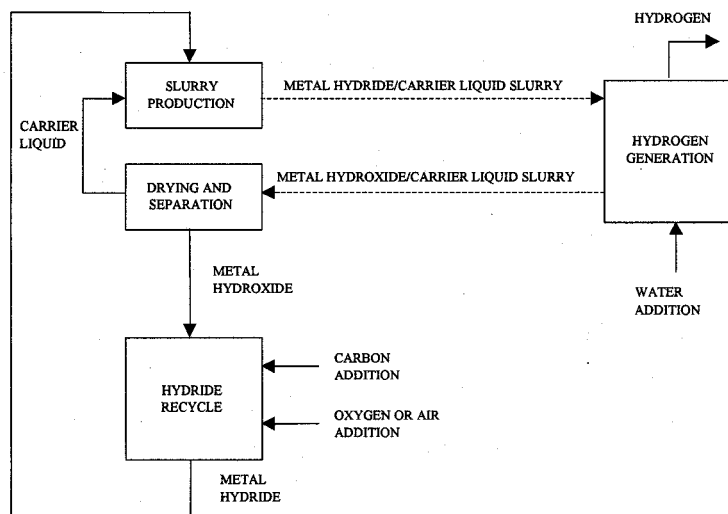 HYDROGEN
SLURRY
PRODUCTION
METAL HYDRIDE/CARRIER LIQUID SLURRY
CARRIER
LIQUID
HYDROGEN
GENERATION
METAL HYDROXIDE/CARRIER LIQUID SLURRY
DRYING AND
SEPARATION
METAL
HYDROXIDE
WATER
ADDITION
HYDRIDE
RECYCLE
CARBON
ADDITION
OXYGEN OR AIR
ADDITION
METAL
HYDRIDE